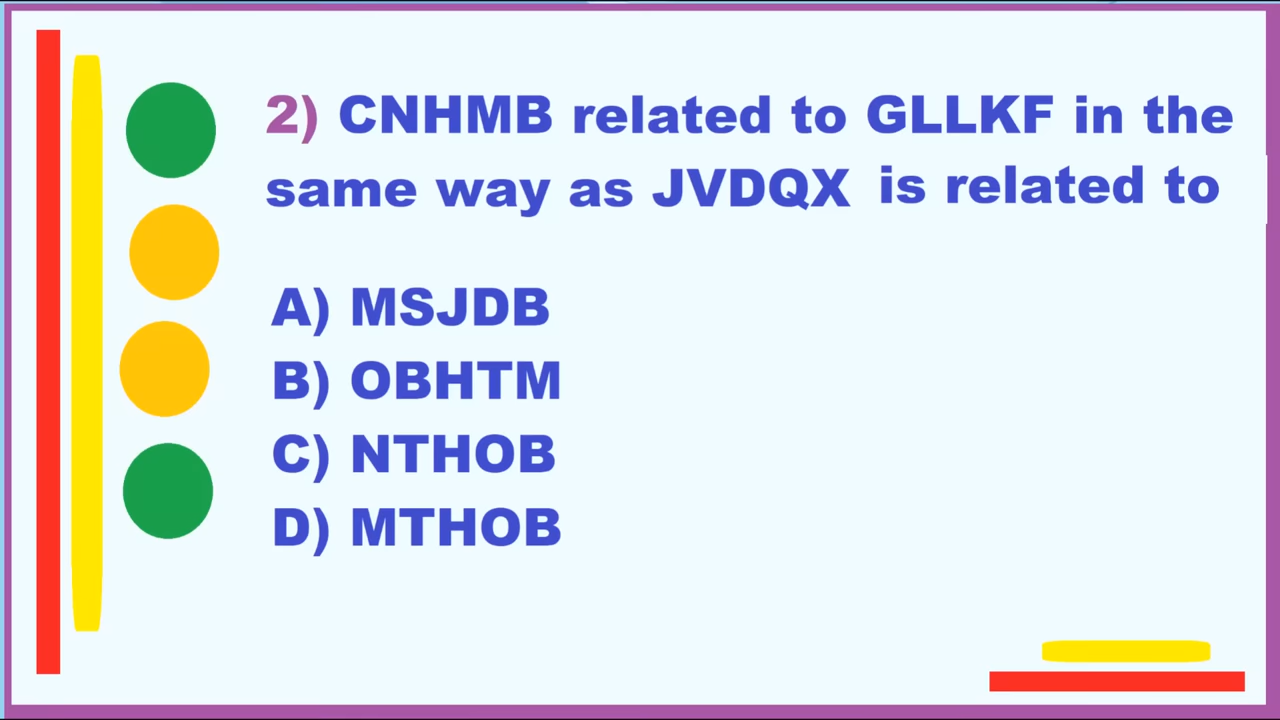 2) CNHMB related to GLLKF in the
same way as JVDQX is related to
A) MSJDB
B) OBHTM
C) NTHOB
D) MTHOB